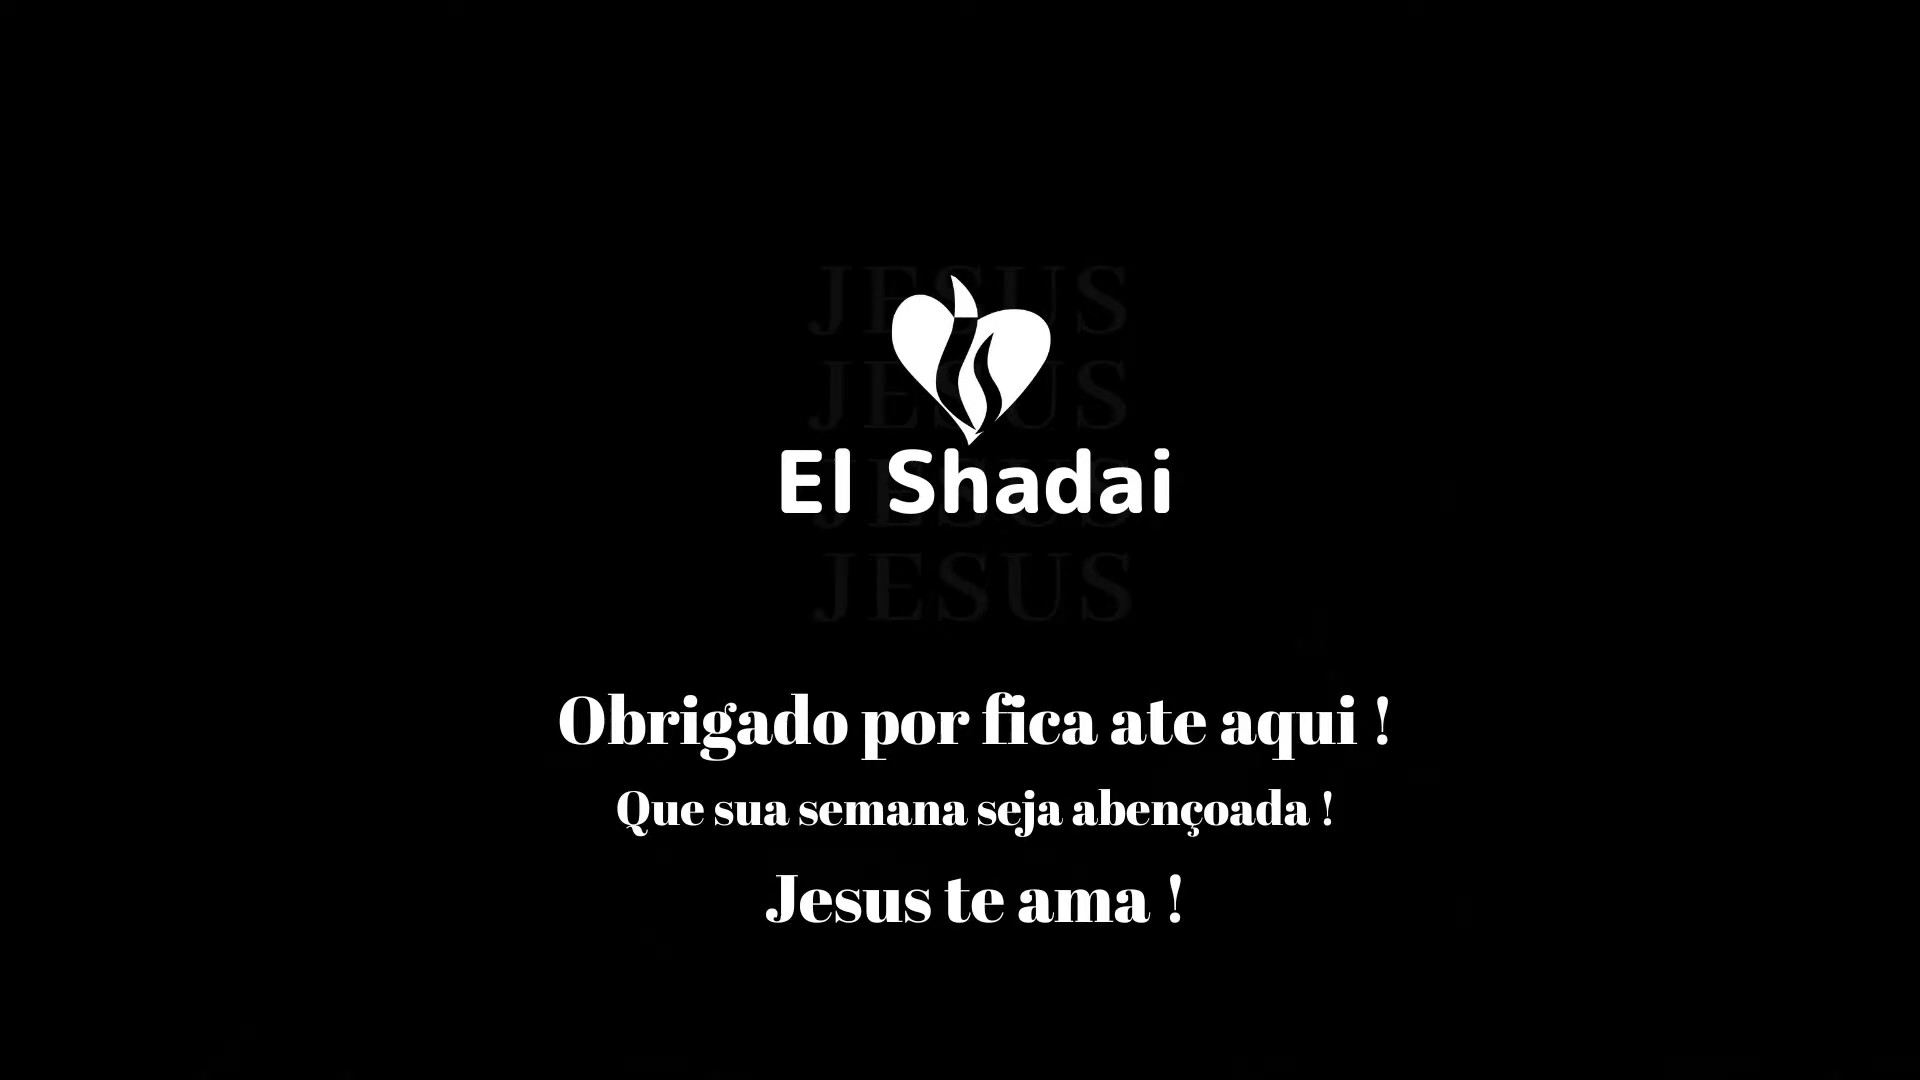 JESUS
JESUS
El Shadai
JESUS
JESUS
Obrigado por fica ate aqui !
Que sua semana seja abençoada !
Jesus te ama !